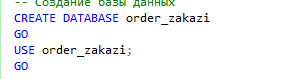 -- Создание базы данных
CREATE DATABASE order_zakazi
GO
USE order_zakazi;
GO